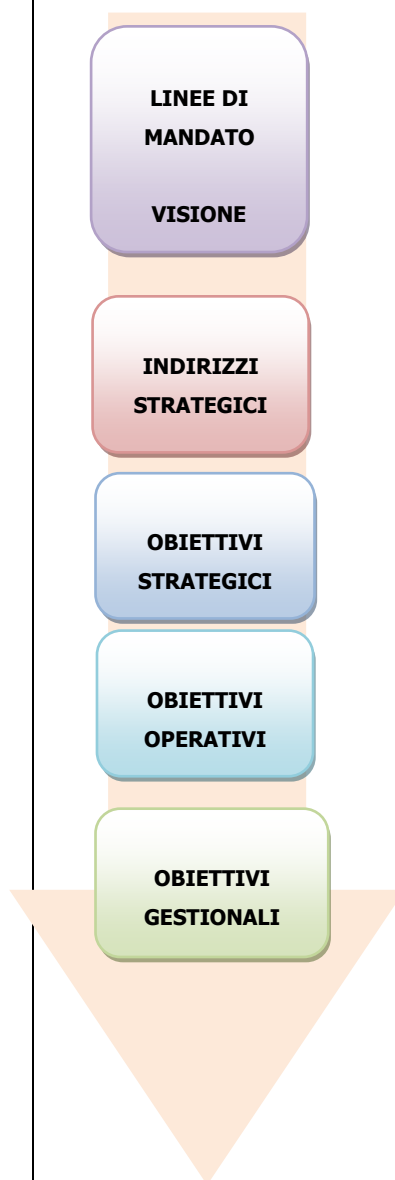 LINEE DI
MANDATO
VISIONE
INDIRIZZI
STRATEGICI
OBIETTIVI
STRATEGICI
OBIETTIVI
OPERATIVI
OBIETTIVI
GESTIONALI